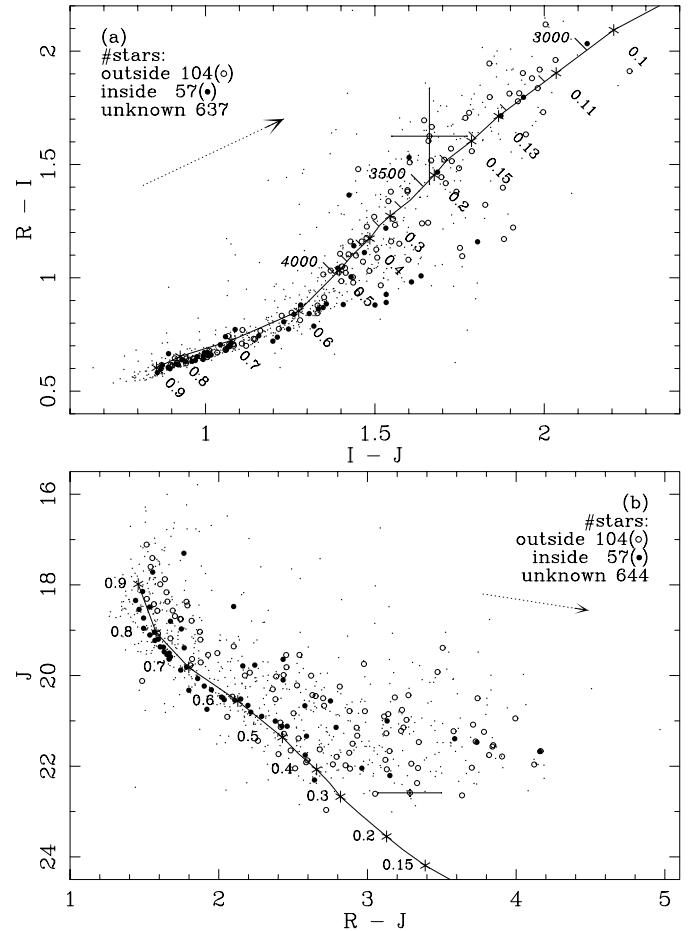 (a)
#stars:
outside 104(○)
inside 57(●)
unknown 637
3000
3500
4000
0.1
0.11
0.13
0.15
0.2
0.3
0.4
0.5
0.6
0.7
0.8
0.9
2
1.5
1
0.5
R − I
1
1.5
2
I − J
(b)
#stars:
outside 104(○)
inside 57(●)
unknown 644
0.9
0.8
0.7
0.6
0.5
0.4
0.3
0.2
0.15
16
18
20
22
24
J
1
2
3
4
5
R − J